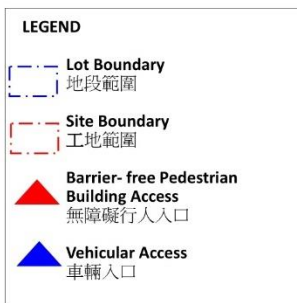 LEGEND
Lot Boundary
地段範圍
Site Boundary
工地範圍
Barrier- free Pedestrian
Building Access
無障礙行人入口
Vehicular Access
車輛入口